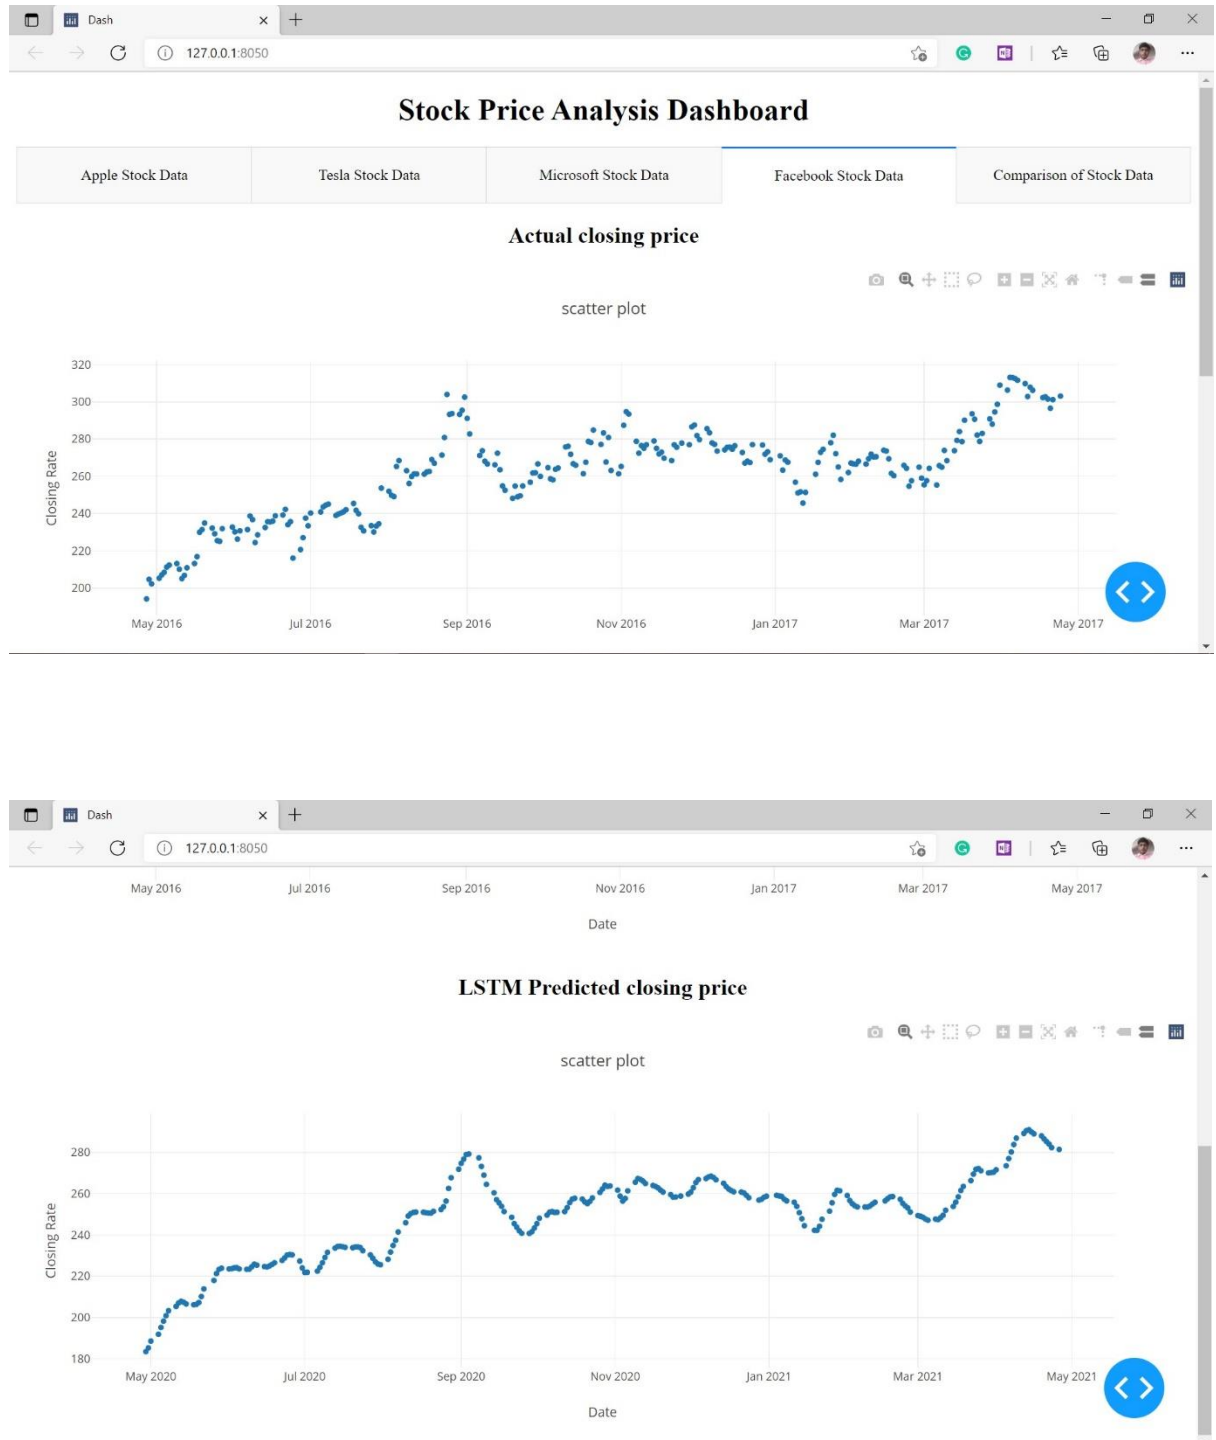 Dash
127.0.0.1:8050
Stock Price Analysis Dashboard
Apple Stock Data
Tesla Stock Data
Microsoft Stock Data
Facebook Stock Data
Comparison of Stock Data
Actual closing price
scatter plot
320
300
280
260
240
220
200
Closing Rate
May 2016
Jul 2016
Sep 2016
Nov 2016
Jan 2017
Mar 2017
May 2017
Dash
127.0.0.1:8050
May 2016
Jul 2016
Sep 2016
Nov 2016
Jan 2017
Mar 2017
May 2017
Date
LSTM Predicted closing price
scatter plot
280
260
240
220
200
180
Closing Rate
May 2020
Jul 2020
Sep 2020
Nov 2020
Jan 2021
Mar 2021
May 2021
Date